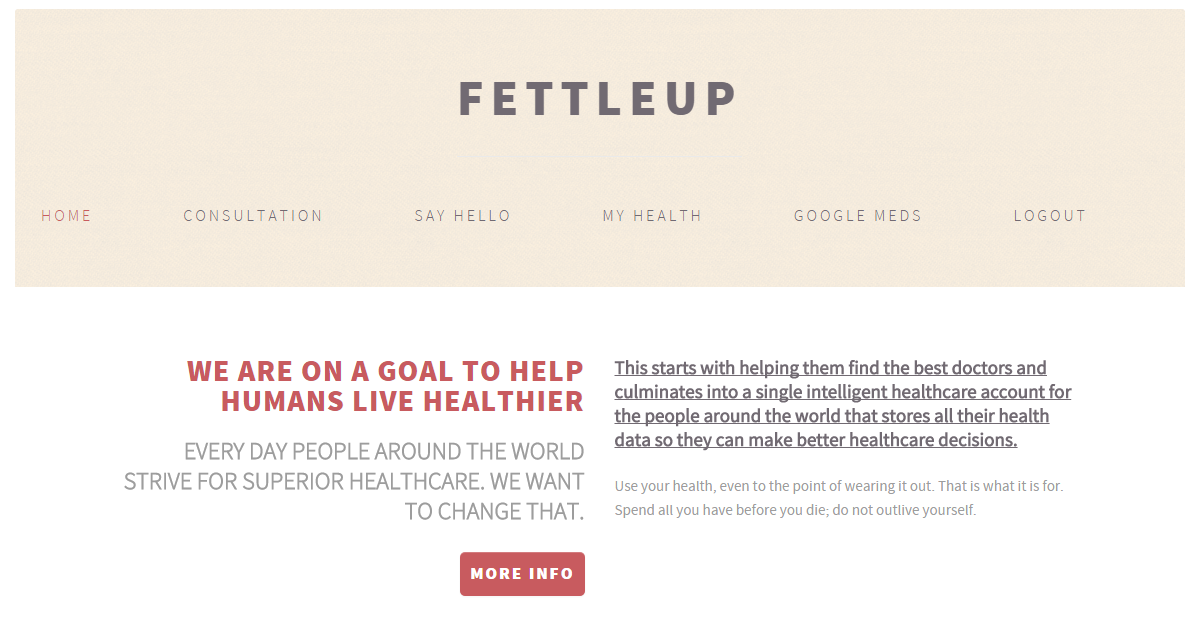 FETTLEUP
HOME CONSULTATION SAY HELLO MY HEALTH GOOGLE MEDS LOGOUT
WE ARE ON A GOAL TO HELP
HUMANS LIVE HEALTHIER
EVERY DAY PEOPLE AROUND THE WORLD
STRIVE FOR SUPERIOR HEALTHCARE. WE WANT
TO CHANGE THAT.
MORE INFO
This starts with helping them find the best doctors and
culminates into a single intelligent healthcare account for
the people around the world that stores all their health
data so they can make better healthcare decisions.
Use your health, even to the point of wearing it out. That is what it is for.
Spend all you have before you die; do not outlive yourself.